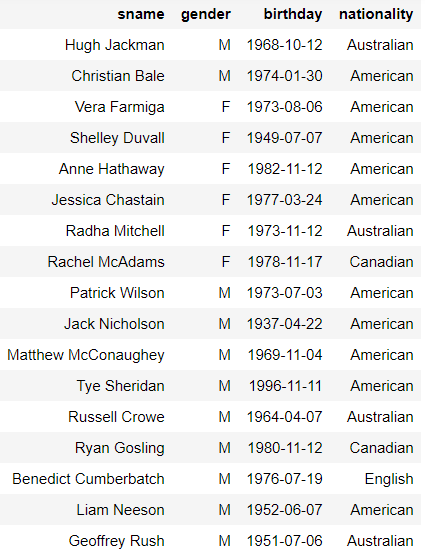 sname gender birthday nationality
Hugh Jackman M 1968-10-12 Australian
Christian Bale M 1974-01-30 American
Vera Farmiga F 1973-08-06 American
Shelley Duvall F 1949-07-07 American
Anne Hathaway F 1982-11-12 American
Jessica Chastain F 1977-03-24 American
Radha Mitchell F 1973-11-12 Australian
Rachel McAdams F 1978-11-17 Canadian
Patrick Wilson M 1973-07-03 American
Jack Nicholson M 1937-04-22 American
Matthew McConaughey M 1969-11-04 American
Tye Sheridan M 1996-11-11 American
Russell Crowe M 1964-04-07 Australian
Ryan Gosling M 1980-11-12 Canadian
Benedict Cumberbatch M 1976-07-19 English
Liam Neeson M 1952-06-07 American
Geoffrey Rush M 1951-07-06 Australian